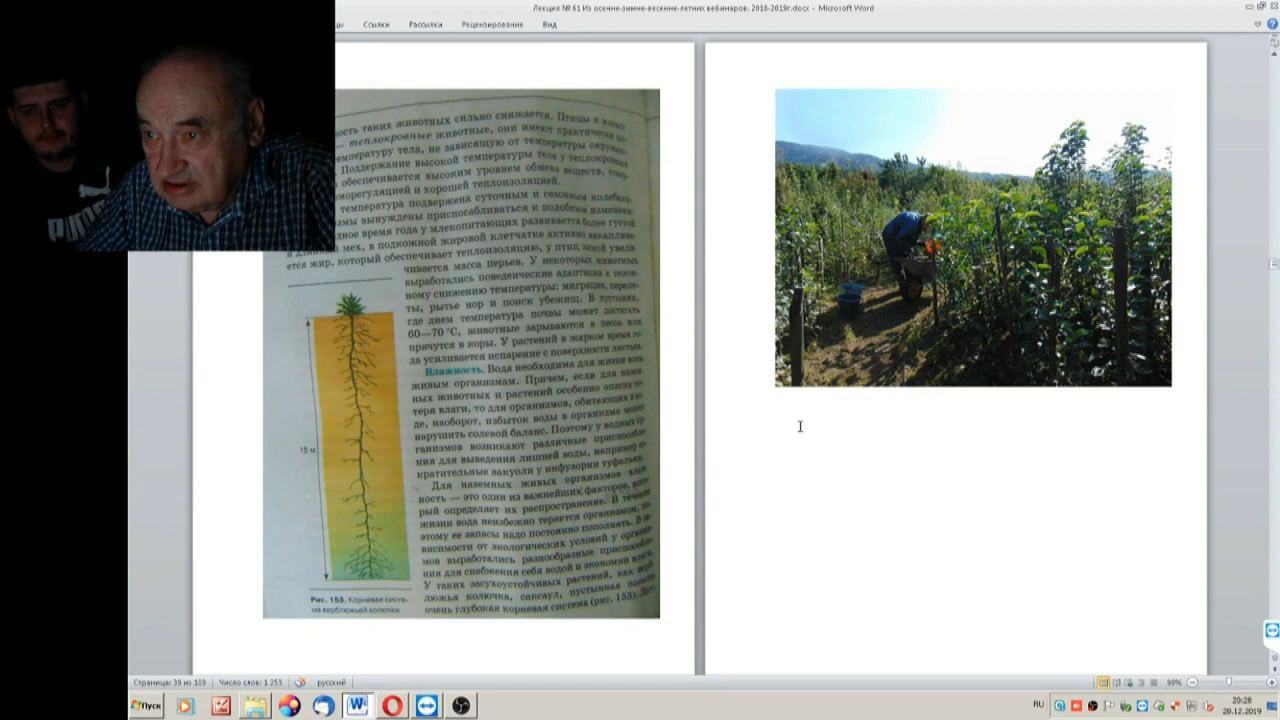 Лекция № 61 Из осенне-зимне-весенне-летних вебинаров. 2018-2019г.docx - Microsoft Word
Ссылки Рассылки Рецензирование Вид
таких животных сильно снижается. Птицы и
— теплокровные животные, они имеют практически
температуру тела, не зависящую от температуры
Поддержание высокой температуры тела у теплокровных
обеспечивается высоким уровнем обмена веществ,
и хорошей теплоизоляцией.
температура подвержена суточным и сезонным
вынуждены приспосабливаться к подобным
время года у млекопитающих развивается более густой
мех, в подкожной жировой клетчатке активно накаплива-
ется жир, который обеспечивает теплоизоляцию, у птиц зимой увели-
чивается масса перьев. У некоторых животных
выработались поведенческие адаптации к сезон-
ному снижению температуры: миграции, переле-
ты, рытье нор и поиск убежищ. В пустынях,
где днем температура почвы может достигать
60—70 °С, животные зарываются в песок или
прячутся в норы. У растений в жаркое время го-
да усиливается испарение с поверхности листьев.
Влажность. Вода необходима для жизни всем
живым организмам. Причем, если для назем-
ных животных и растений особенно опасна по-
теря влаги, то для организмов, обитающих в во-
де, наоборот, избыток воды в организме может
нарушить солевой баланс. Поэтому у водных ор-
ганизмов возникают различные приспособле-
ния для выведения лишней воды, например со-
кратительные вакуоли у инфузории туфельки.
Для наземных живых организмов влаж-
ность — это один из важнейших факторов, кото-
рый определяет их распространение. В течение
жизни вода неизбежно теряется организмом, по-
этому ее запасы надо постоянно пополнять. В за-
висимости от экологических условий у организ-
мов выработались разнообразные приспособле-
ния для снабжения себя водой и экономии влаги.
У таких засухоустойчивых растений, как верб-
люжья колючка, саксаул, пустынная полынь,
очень глубокая корневая система (рис. 153).
15 м
Рис. 153. Корневая систе-
ма верблюжьей колючки
Страница: 39 из 109 Число слов: 1 253 русский 90%
Пуск RU 20:28
20.12.2019